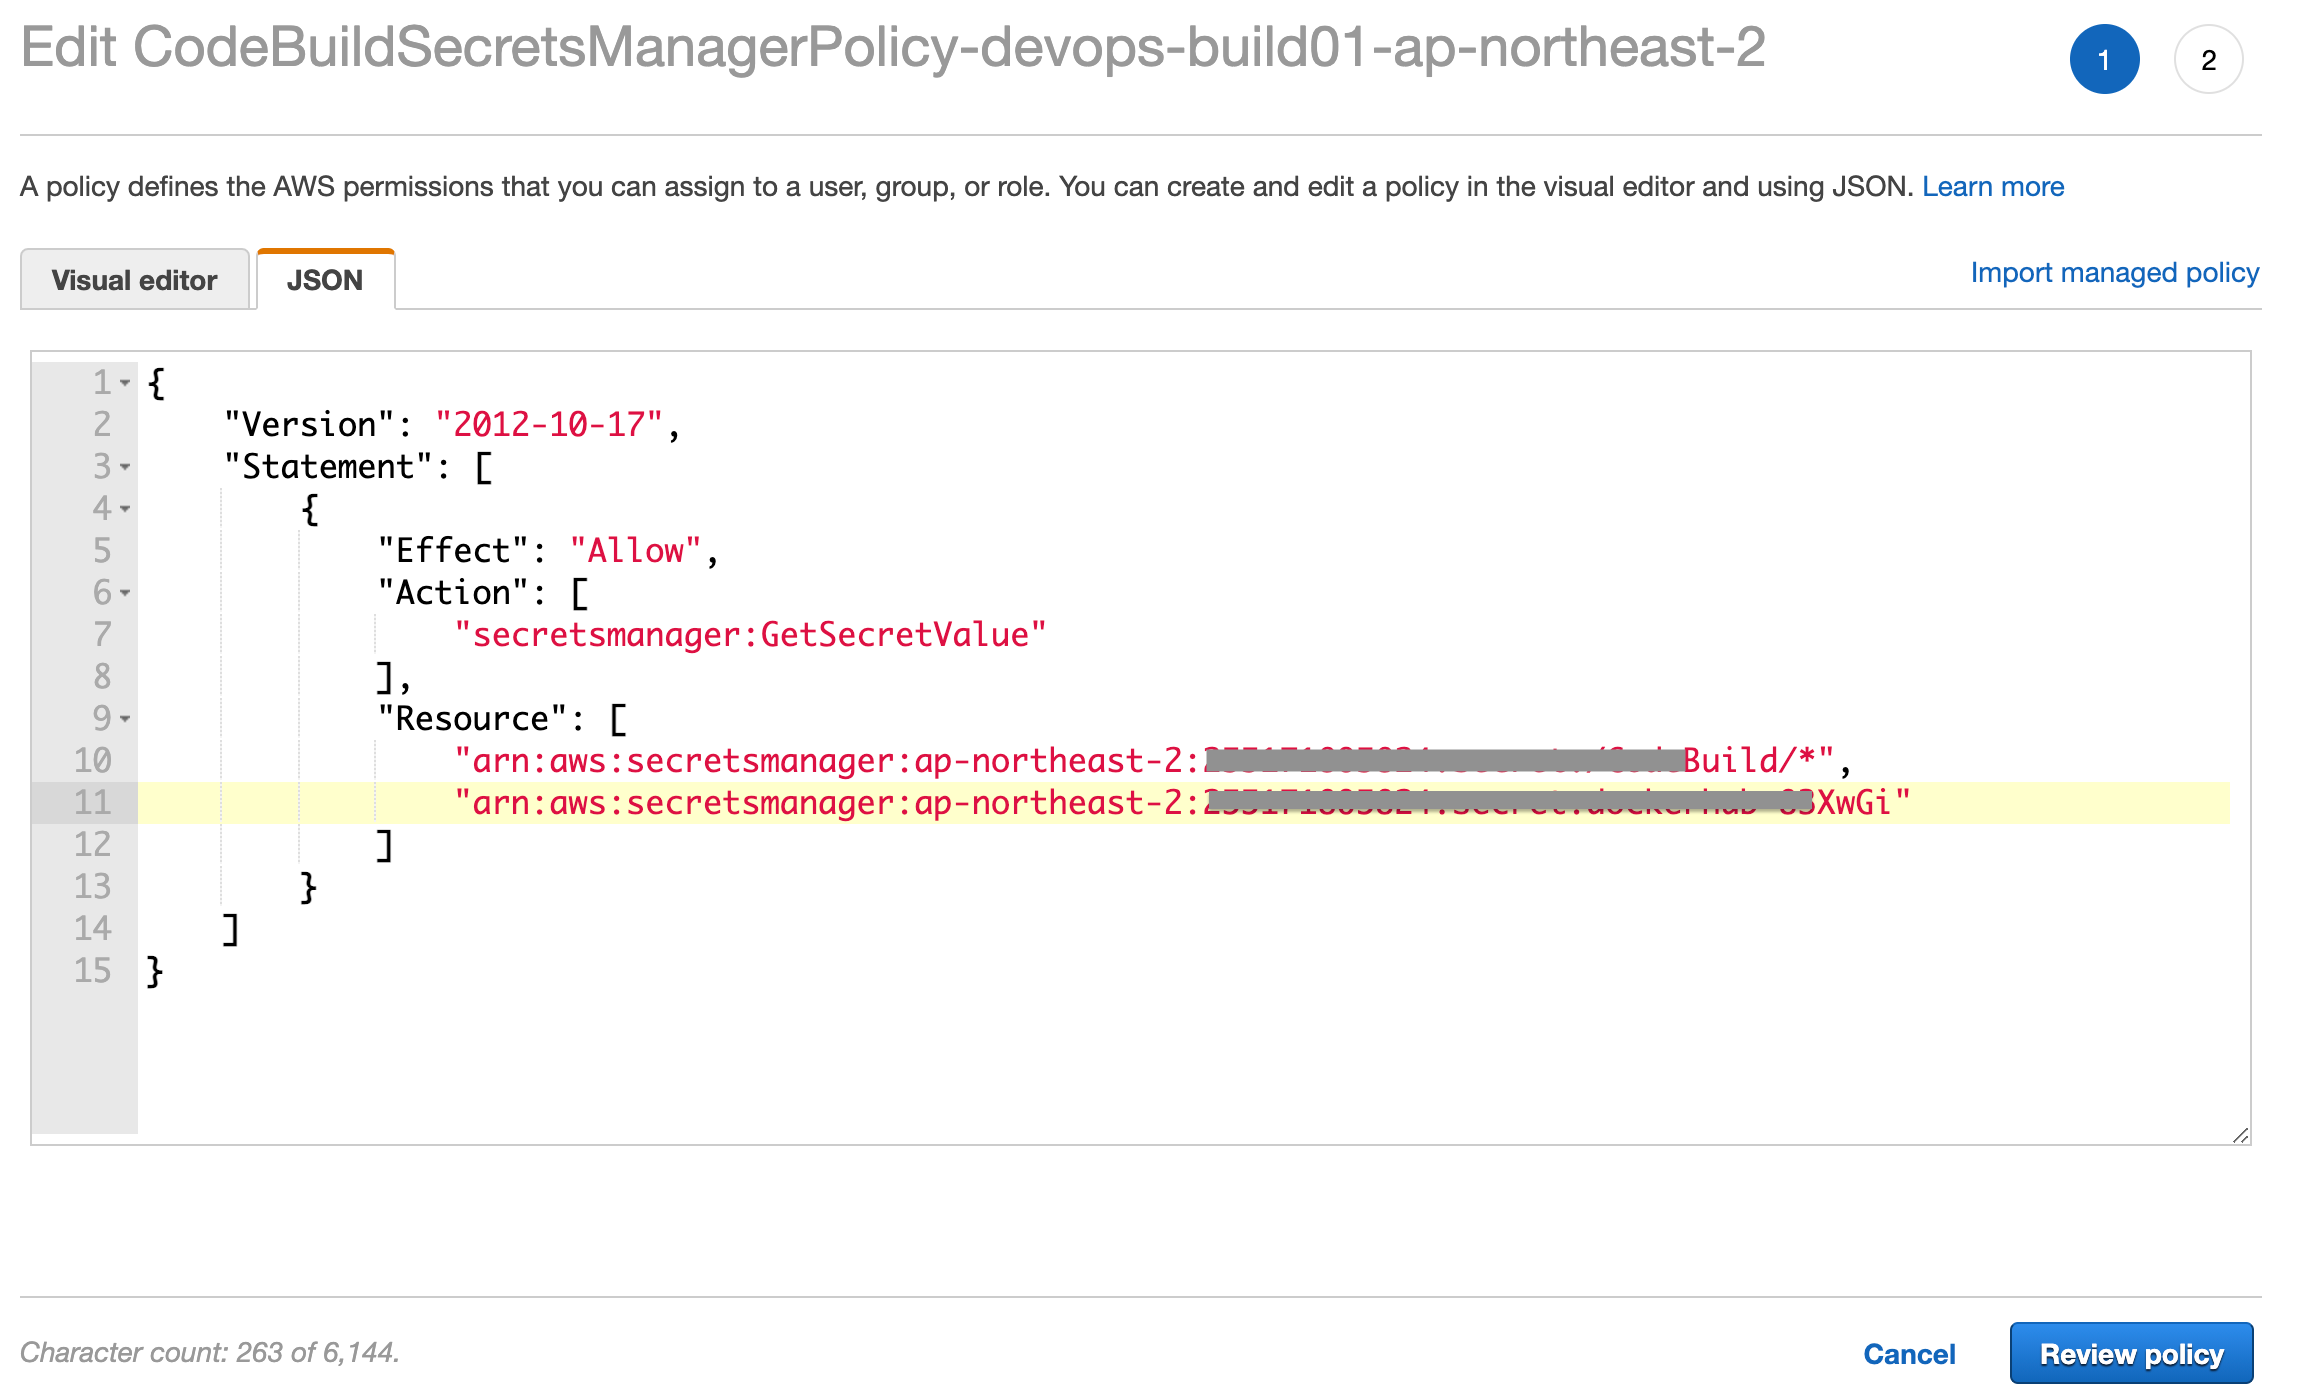 Edit CodeBuildSecretsManagerPolicy-devops-build01-ap-northeast-2
1
2
A policy defines the AWS permissions that you can assign to a user, group, or role. You can create and edit a policy in the visual editor and using JSON. Learn more
Visual editor
JSON
Import managed policy
1 {
2 "Version": "2012-10-17",
3 "Statement": [
4 {
5 "Effect": "Allow",
6 "Action": [
7 "secretsmanager:GetSecretValue"
8 ],
9 "Resource": [
10 "arn:aws:secretsmanager:ap-northeast-2: Build/*",
11 "arn:aws:secretsmanager:ap-northeast-2: XwGi"
12 ]
13 }
14 ]
15 }
Character count: 263 of 6,144.
Cancel
Review policy